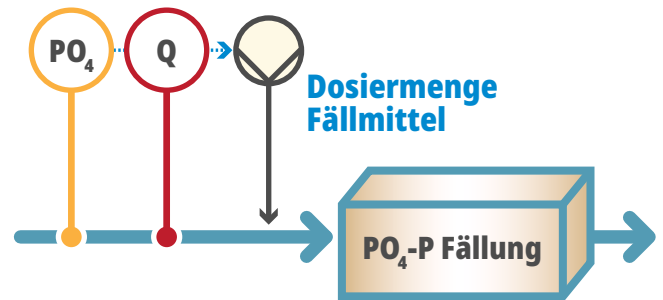 PO₄
Q
Dosiermenge
Fällmittel
PO₄-P Fällung